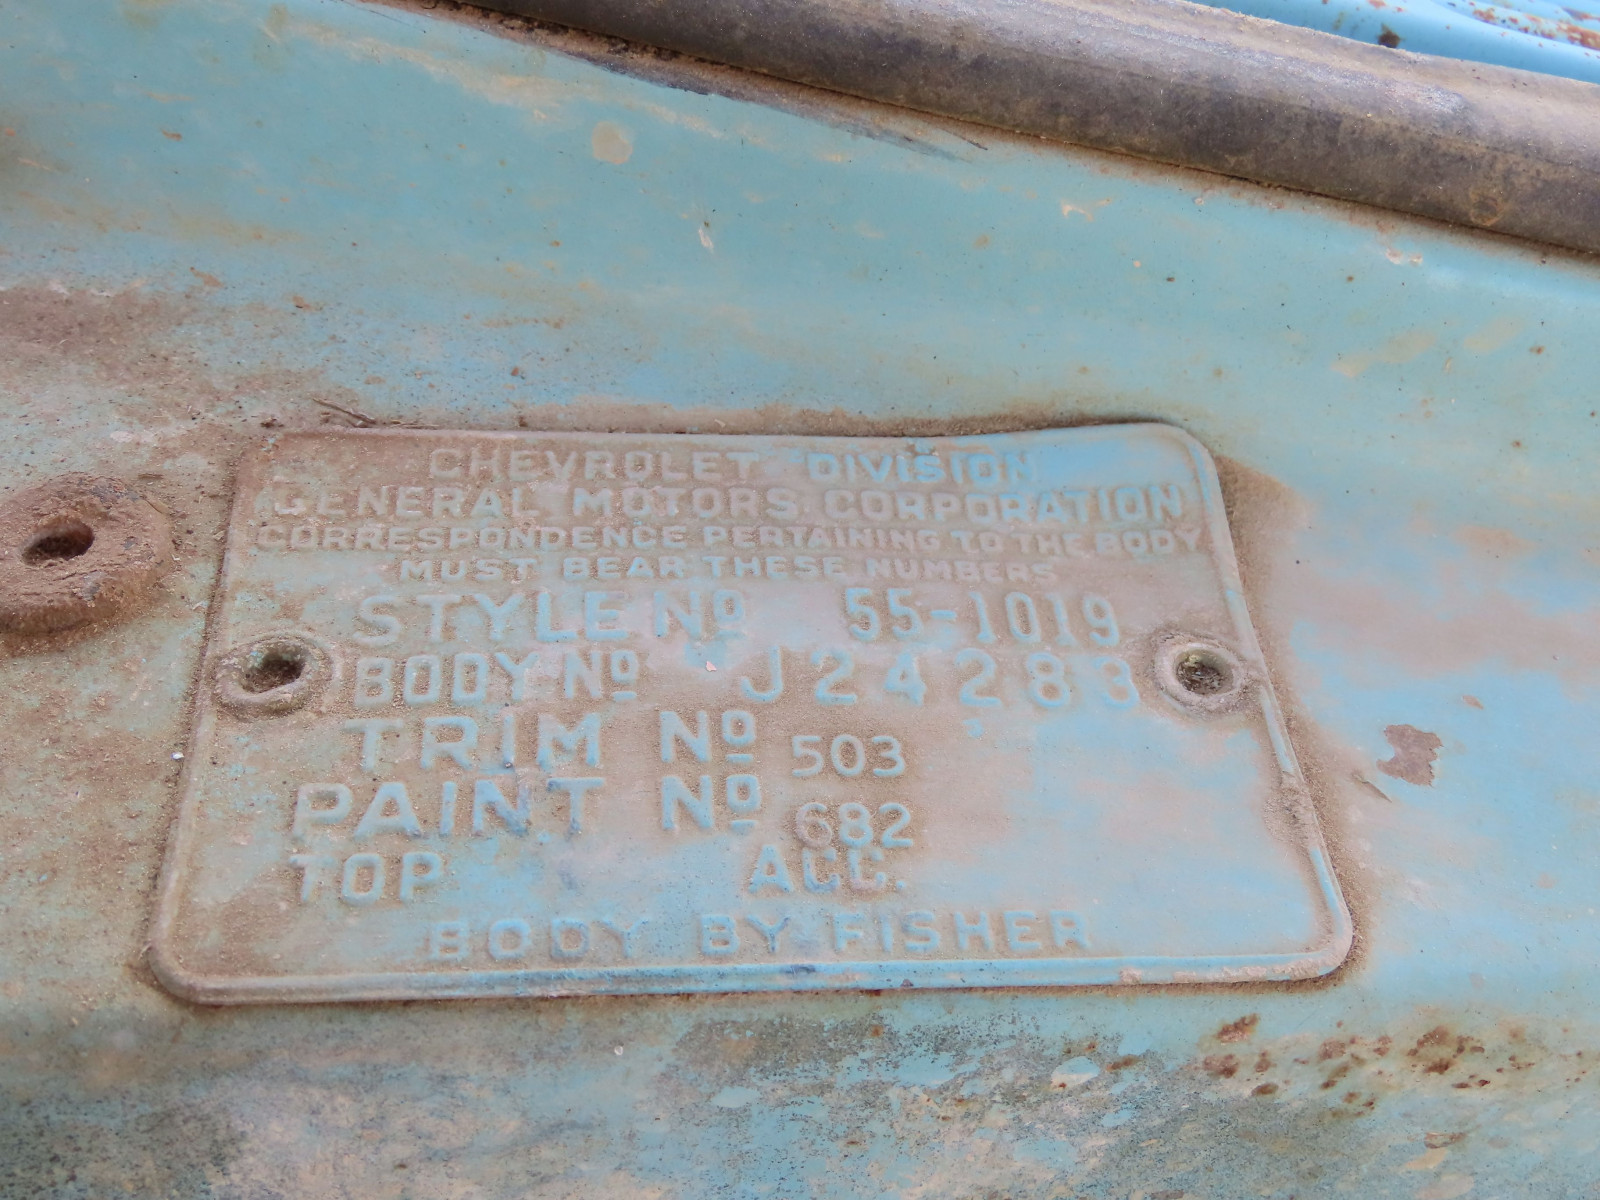 CHEVROLET DIVISION
GENERAL MOTORS CORPORATION
CORRESPONDENCE PERTAINING TO THE BODY
MUST BEAR THESE NUMBERS
STYLE Nº 55-1019
BODY Nº J24283
TRIM Nº 503
PAINT Nº 682
TOP ACC.
BODY BY FISHER